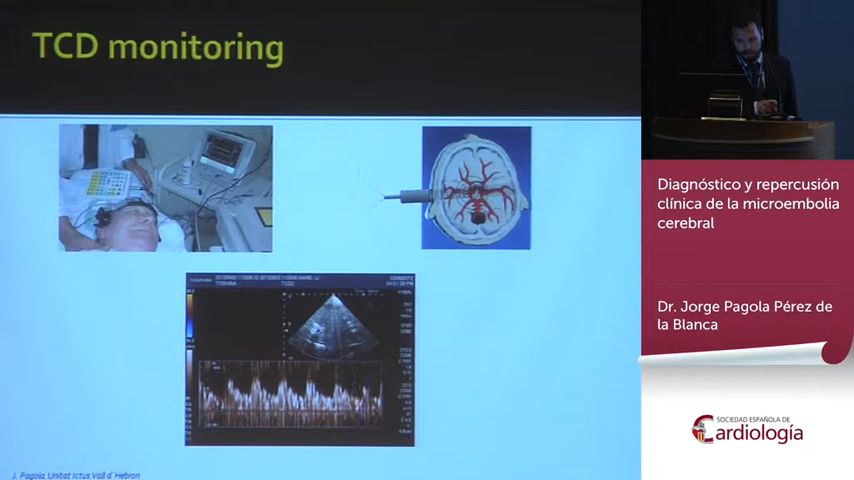 TCD monitoring
J. Pagola. Unitat Ictus Vall d´Hebron
Diagnóstico y repercusión
clínica de la microembolia
cerebral
Dr. Jorge Pagola Pérez de
la Blanca
SOCIEDAD ESPAÑOLA DE
Cardiología